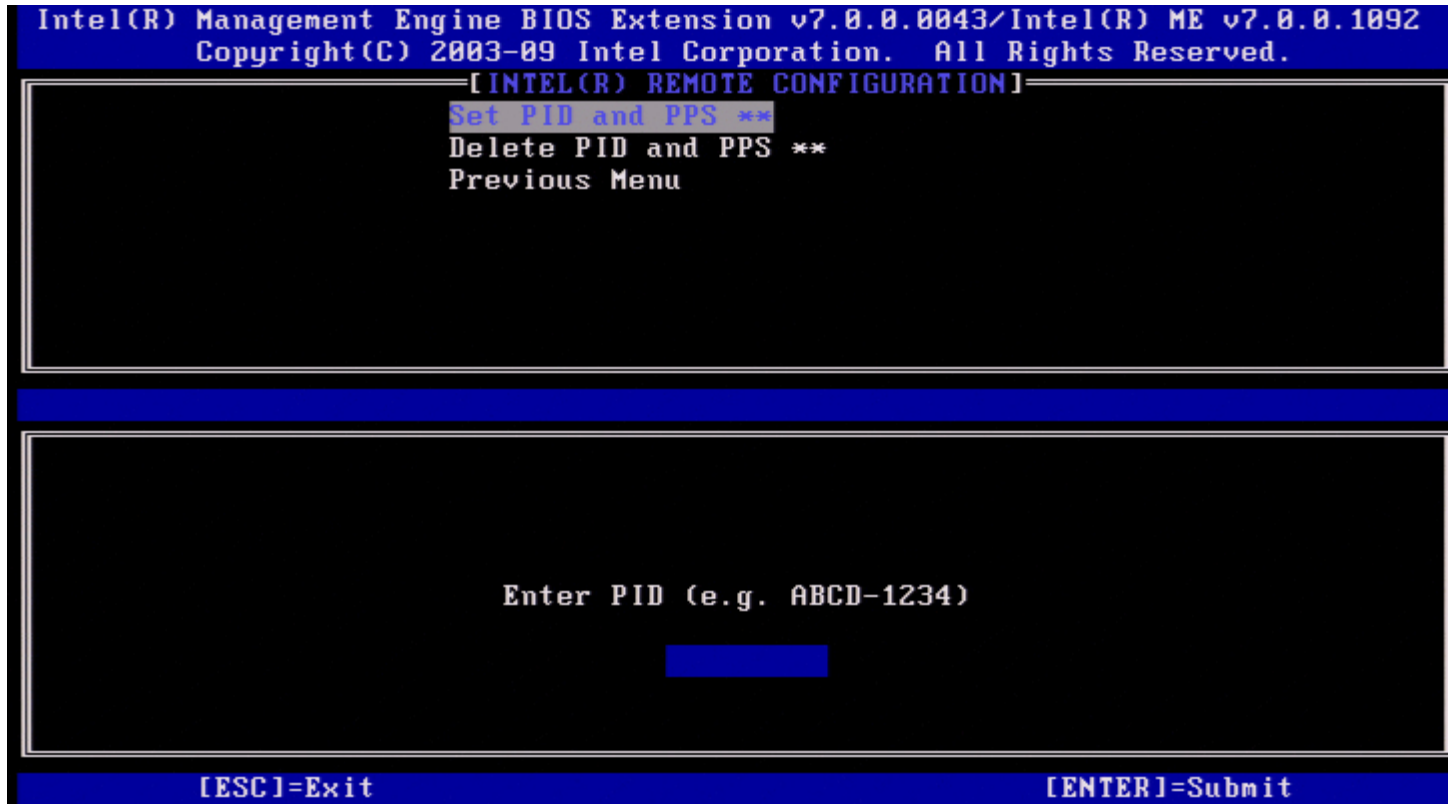 Intel(R) Management Engine BIOS Extension v7.0.0.0043/Intel(R) ME v7.0.0.1092
Copyright(C) 2003-09 Intel Corporation. All Rights Reserved.
[INTEL(R) REMOTE CONFIGURATION]
Set PID and PPS **
Delete PID and PPS **
Previous Menu
Enter PID (e.g. ABCD-1234)
[ESC]=Exit [ENTER]=Submit